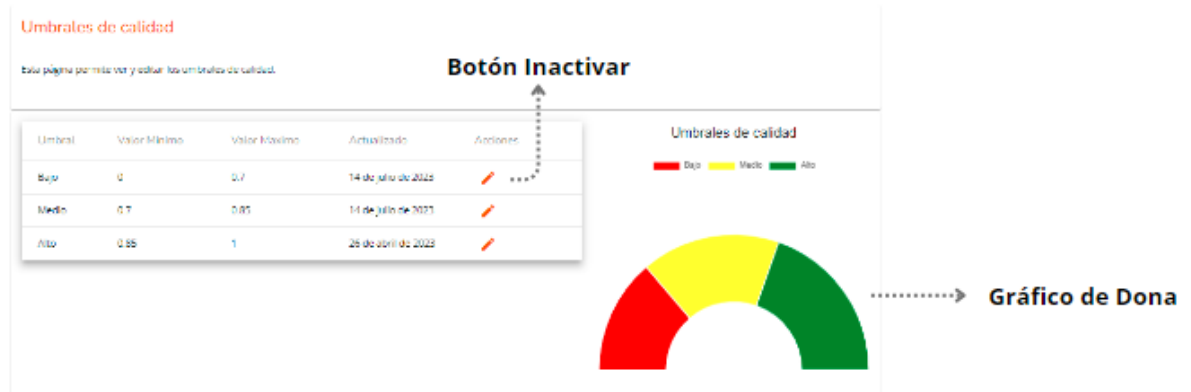 Umbrales de calidad
Esta página permite ver y editar los umbrales de calidad.
Botón Inactivar
Umbral Valor Mínimo Valor Maximo Actualizado Acciones
Bajo 0 0.7 14 de julio de 2023
Medio 0.7 0.85 14 de julio de 2023
Alto 0.85 1 26 de abril de 2023
Umbrales de calidad
Bajo Medio Alto
Gráfico de Dona